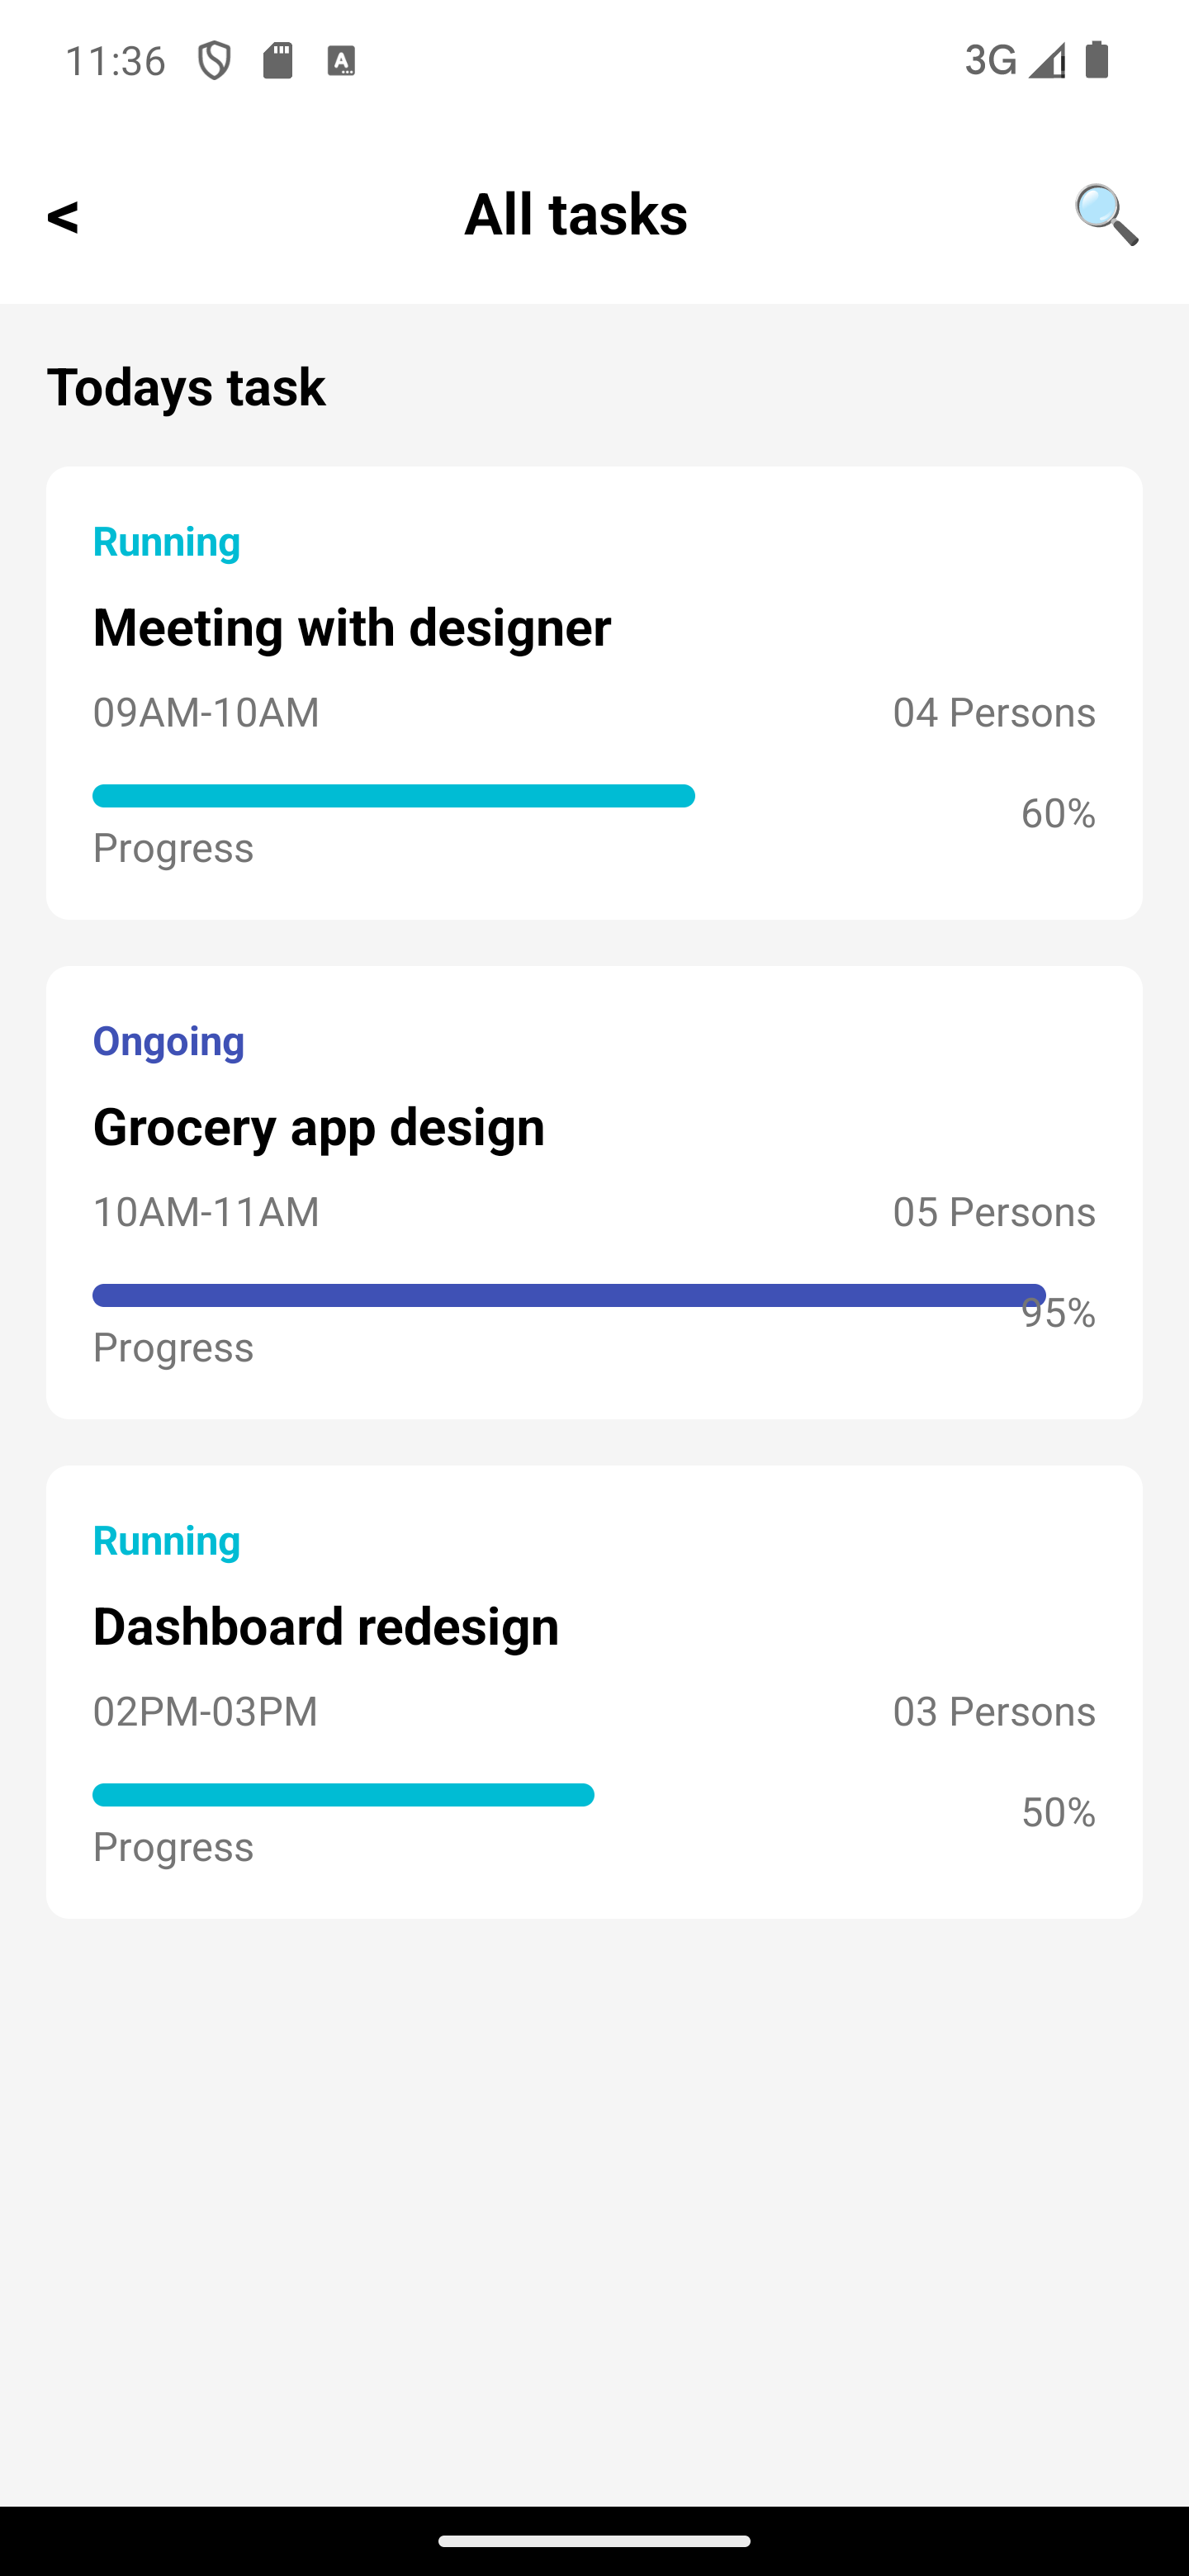 11:36
3G
<
All tasks
Todays task
Running
Meeting with designer
09AM-10AM
04 Persons
60%
Progress
Ongoing
Grocery app design
10AM-11AM
05 Persons
95%
Progress
Running
Dashboard redesign
02PM-03PM
03 Persons
50%
Progress